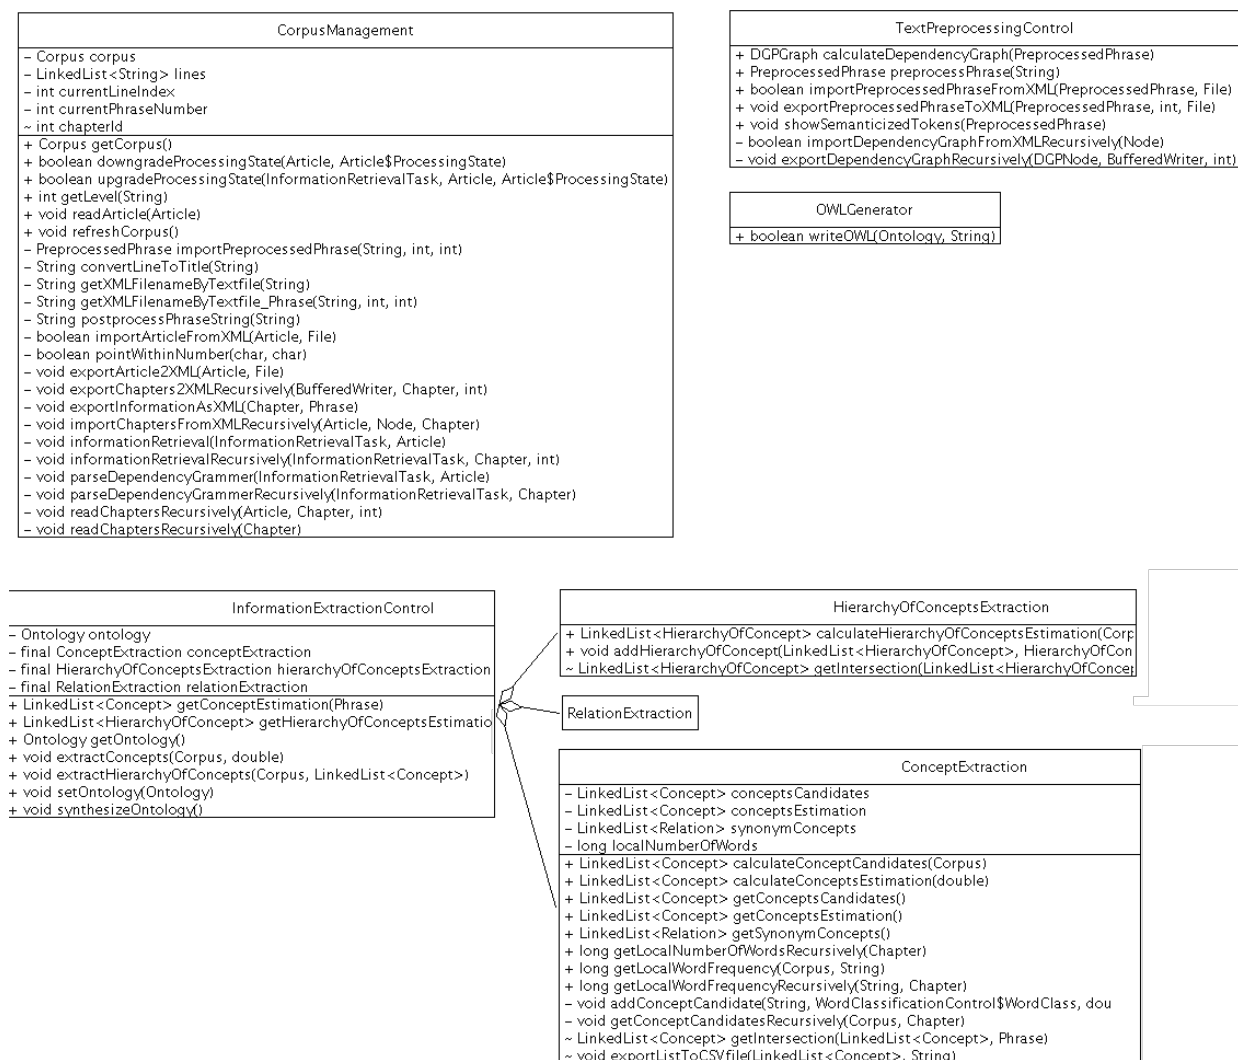 CorpusManagement
– Corpus corpus
– LinkedList<String> lines
– int currentLineIndex
– int currentPhraseNumber
~ int chapterId
+ Corpus getCorpus()
+ boolean downgradeProcessingState(Article, Article$ProcessingState)
+ boolean upgradeProcessingState(InformationRetrievalTask, Article, Article$ProcessingState)
+ int getLevel(String)
+ void readArticle(Article)
+ void refreshCorpus()
– PreprocessedPhrase importPreprocessedPhrase(String, int, int)
– String convertLineToTitle(String)
– String getXMLFilenameByTextfile(String)
– String getXMLFilenameByTextfile_Phrase(String, int, int)
– String postprocessPhraseString(String)
– boolean importArticleFromXML(Article, File)
– boolean pointWithinNumber(char, char)
– void exportArticle2XML(Article, File)
– void exportChapters2XMLRecursively(BufferedWriter, Chapter, int)
– void exportInformationAsXML(Chapter, Phrase)
– void importChaptersFromXMLRecursively(Article, Node, Chapter)
– void informationRetrieval(InformationRetrievalTask, Article)
– void informationRetrievalRecursively(InformationRetrievalTask, Chapter, int)
– void parseDependencyGrammer(InformationRetrievalTask, Article)
– void parseDependencyGrammerRecursively(InformationRetrievalTask, Chapter)
– void readChaptersRecursively(Article, Chapter, int)
– void readChaptersRecursively(Chapter)
TextPreprocessingControl
+ DGPGraph calculateDependencyGraph(PreprocessedPhrase)
+ PreprocessedPhrase preprocessPhrase(String)
+ boolean importPreprocessedPhraseFromXML(PreprocessedPhrase, File)
+ void exportPreprocessedPhraseToXML(PreprocessedPhrase, int, File)
+ void showSemanticizedTokens(PreprocessedPhrase)
– boolean importDependencyGraphFromXMLRecursively(Node)
– void exportDependencyGraphRecursively(DGPNode, BufferedWriter, int)
OWLGenerator
+ boolean writeOWL(Ontology, String)
InformationExtractionControl
– Ontology ontology
– final ConceptExtraction conceptExtraction
– final HierarchyOfConceptsExtraction hierarchyOfConceptsExtraction
– final RelationExtraction relationExtraction
+ LinkedList<Concept> getConceptEstimation(Phrase)
+ LinkedList<HierarchyOfConcept> getHierarchyOfConceptsEstimatio
+ Ontology getOntology()
+ void extractConcepts(Corpus, double)
+ void extractHierarchyOfConcepts(Corpus, LinkedList<Concept>)
+ void setOntology(Ontology)
+ void synthesizeOntology()
HierarchyOfConceptsExtraction
+ LinkedList<HierarchyOfConcept> calculateHierarchyOfConceptsEstimation(Corp
+ void addHierarchyOfConcept(LinkedList<HierarchyOfConcept>, HierarchyOfCon
~ LinkedList<HierarchyOfConcept> getIntersection(LinkedList<HierarchyOfConcep
RelationExtraction
ConceptExtraction
– LinkedList<Concept> conceptsCandidates
– LinkedList<Concept> conceptsEstimation
– LinkedList<Relation> synonymConcepts
– long localNumberOfWords
+ LinkedList<Concept> calculateConceptCandidates(Corpus)
+ LinkedList<Concept> calculateConceptsEstimation(double)
+ LinkedList<Concept> getConceptsCandidates()
+ LinkedList<Concept> getConceptsEstimation()
+ LinkedList<Relation> getSynonymConcepts()
+ long getLocalNumberOfWordsRecursively(Chapter)
+ long getLocalWordFrequency(Corpus, String)
+ long getLocalWordFrequencyRecursively(String, Chapter)
– void addConceptCandidate(String, WordClassificationControl$WordClass, dou
– void getConceptCandidatesRecursively(Corpus, Chapter)
~ LinkedList<Concept> getIntersection(LinkedList<Concept>, Phrase)
~ void exportListToCSVfile(LinkedList<Concept>, String)